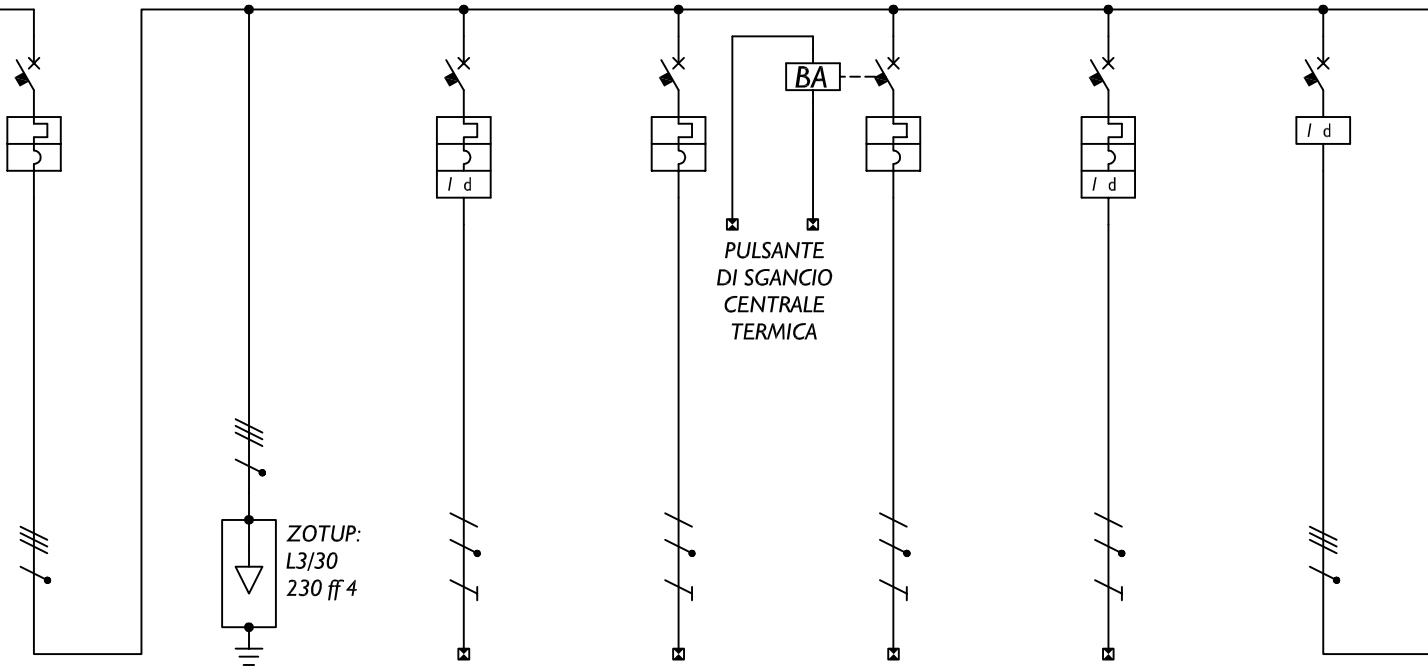 BA
I d
I d
I d
PULSANTE
DI SGANCIO
CENTRALE
TERMICA
ZOTUP:
L3/30
230 ff 4